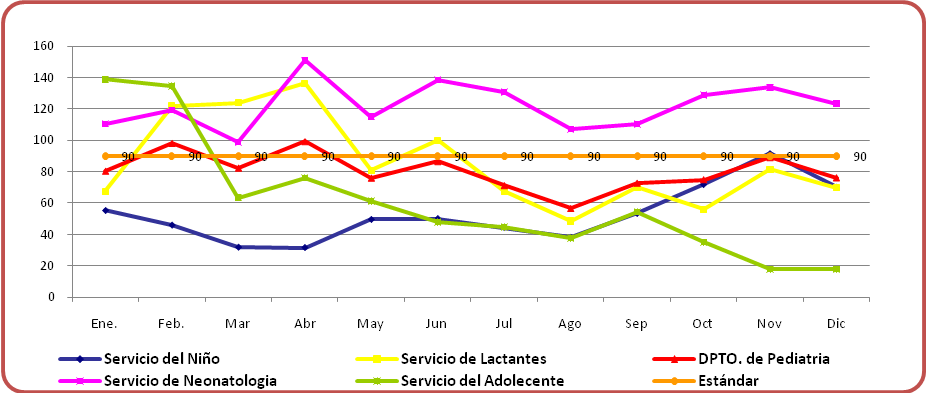 160
140
120
100
80
60
40
20
0
90 90 90 90 90 90 90 90 90 90 90 90
Ene. Feb. Mar Abr May Jun Jul Ago Sep Oct Nov Dic
Servicio del Niño Servicio de Lactantes DPTO. de Pediatria
Servicio de Neonatologia Servicio del Adolecente Estándar